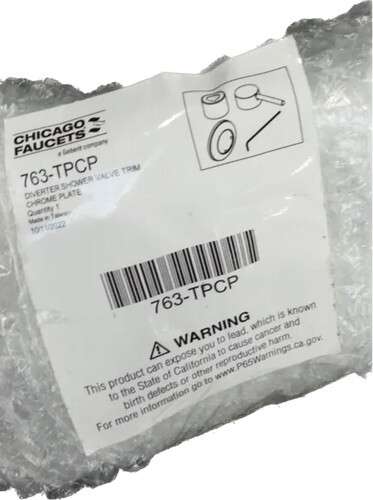 CHICAGO
FAUCETS
a Geberit company
763-TPCP
DIVERTER SHOWER VALVE TRIM
CHROME PLATE
Quantity 1
Made in Taiwan
10/11/2022
763-TPCP
WARNING
This product can expose you to lead, which is known
to the State of California to cause cancer and
birth defects or other reproductive harm.
For more information go to www.P65Warnings.ca.gov.